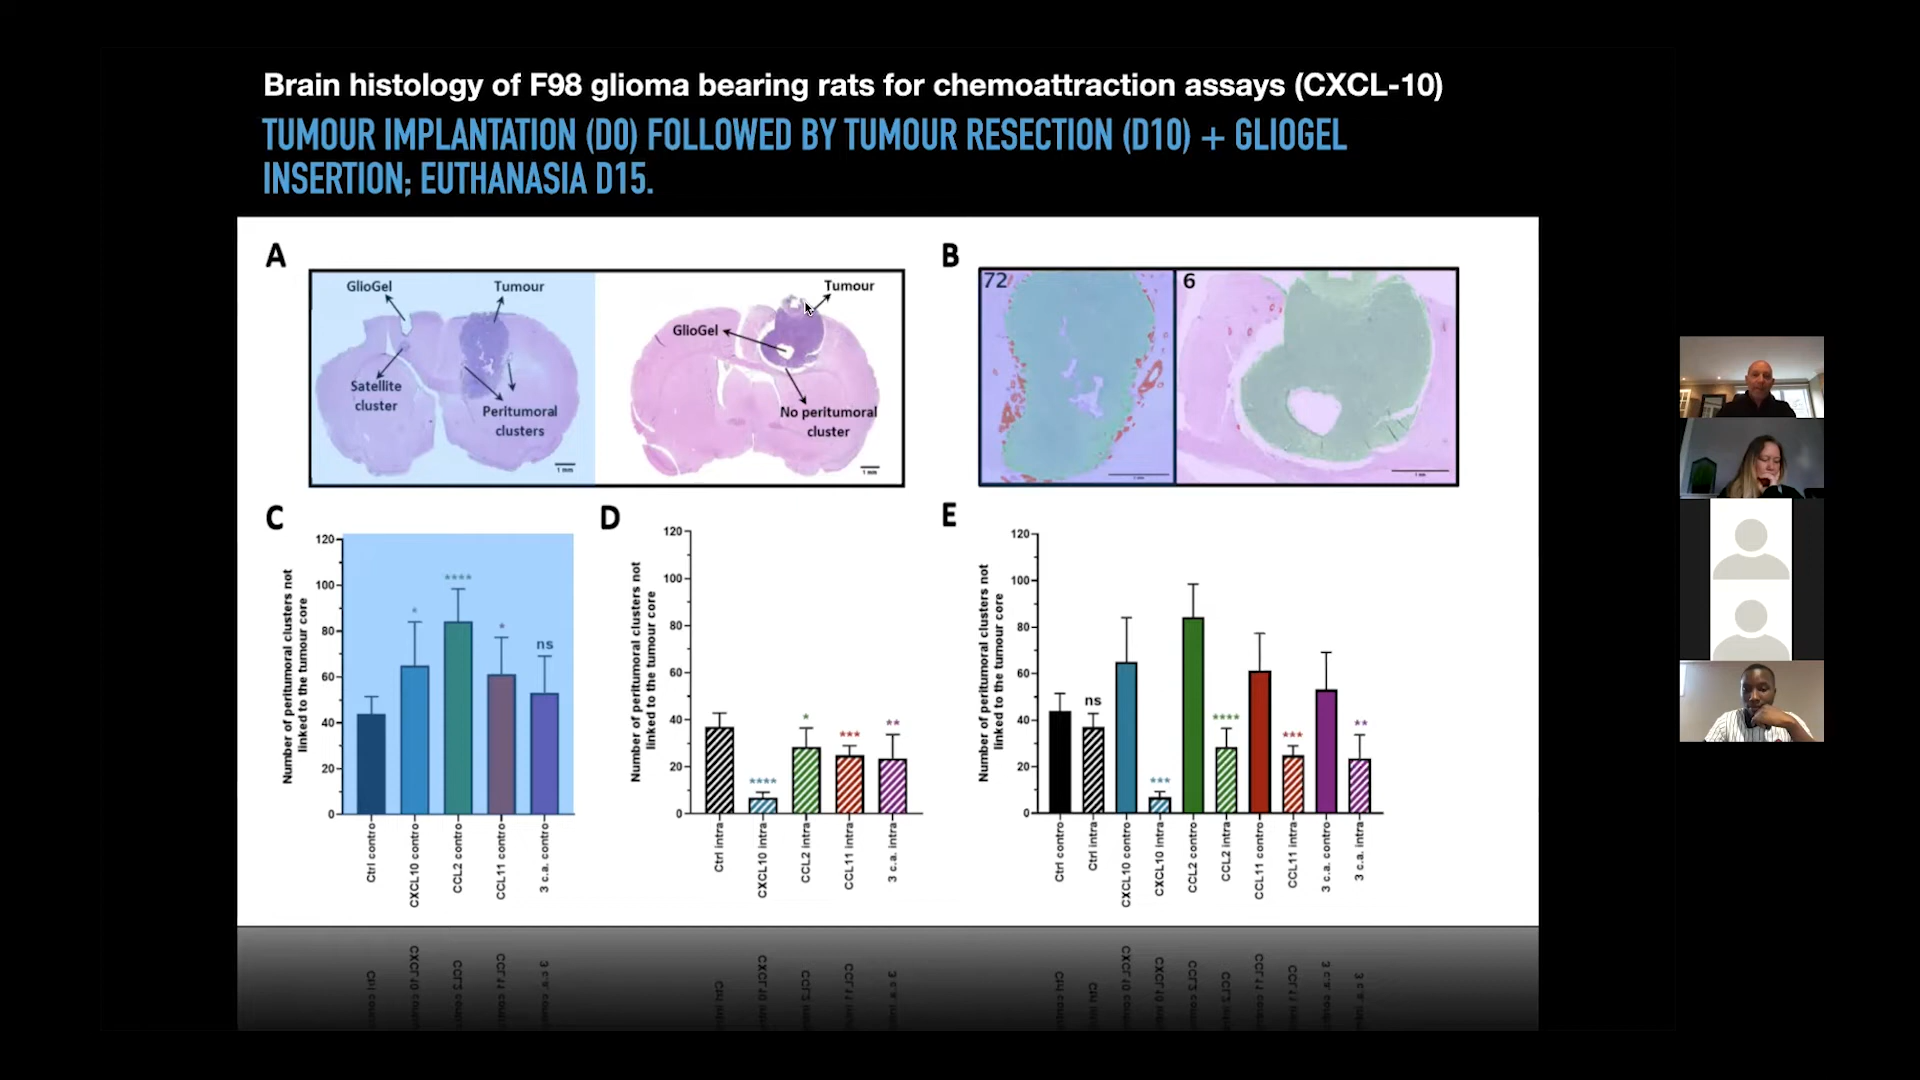 Brain histology of F98 glioma bearing rats for chemoattraction assays (CXCL-10)
TUMOUR IMPLANTATION (D0) FOLLOWED BY TUMOUR RESECTION (D10) + GLIOGEL
INSERTION; EUTHANASIA D15.
A
GlioGel
Tumour
Satellite
cluster
Peritumoral
clusters
1 mm
Tumour
GlioGel
No peritumoral
cluster
1 mm
B
72
6
C
Number of peritumoral clusters not
linked to the tumour core
120
100
80
60
40
20
0
*
****
*
ns
Ctrl contro
CXCL10 contro
CCL2 contro
CCL11 contro
3 c.a. contro
D
Number of peritumoral clusters not
linked to the tumour core
120
100
80
60
40
20
0
****
*
***
**
Ctrl intra
CXCL10 intra
CCL2 intra
CCL11 intra
3 c.a. intra
E
Number of peritumoral clusters not
linked to the tumour core
120
100
80
60
40
20
0
ns
***
****
***
**
Ctrl contro
Ctrl intra
CXCL10 contro
CXCL10 intra
CCL2 contro
CCL2 intra
CCL11 contro
CCL11 intra
3 c.a. contro
3 c.a. intra